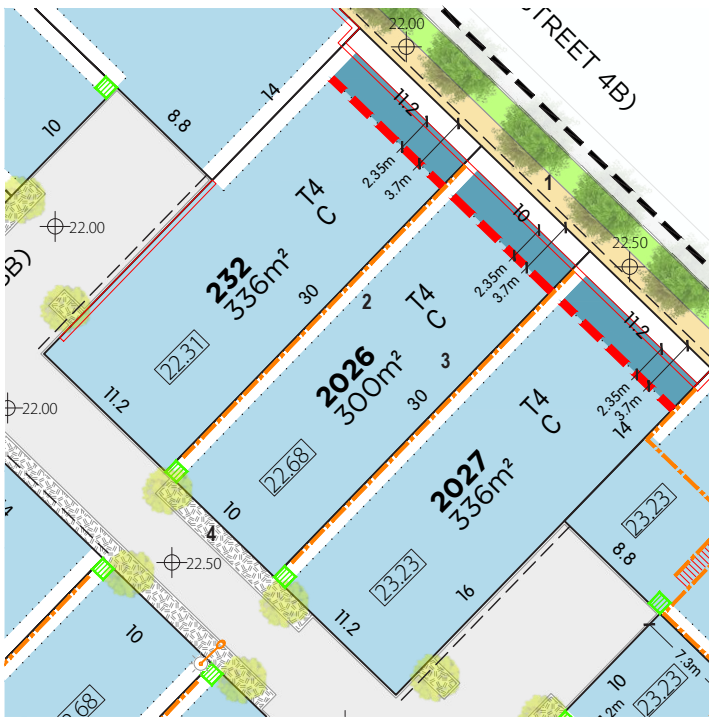 STREET 4B)
22.00
14
8.8
10
11.2
2.35m
3.7m
1
T4
C
22.00
10
22.50
232
336m²
30
2
T4
C
2.35m
3.7m
11.2
22.31
2026
300m²
3
30
T4
C
2.35m
3.7m
14
11.2
22.00
22.68
2027
336m²
23.23
10
4
22.50
23.23
16
8.8
11.2
10
7.3m
10
23.23